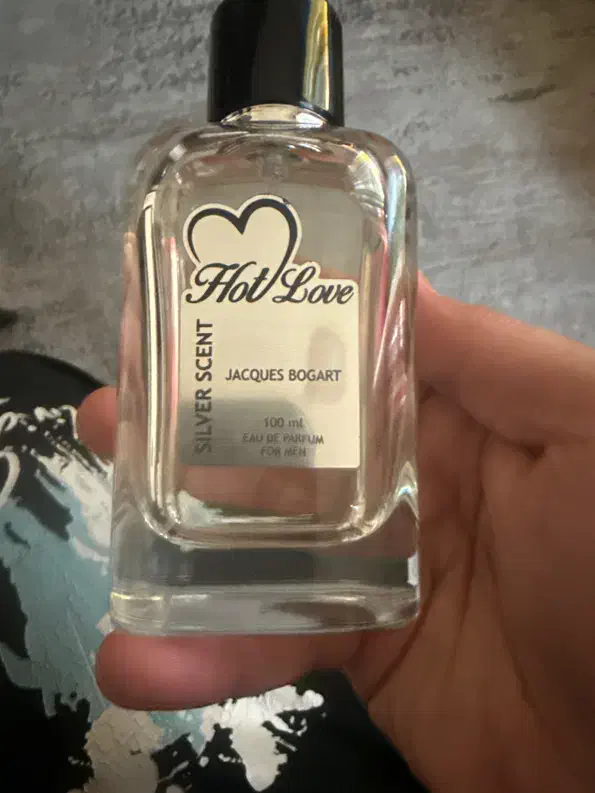 Hot Love
SILVER SCENT
JACQUES BOGART
100 ml
EAU DE PARFUM
FOR MEN